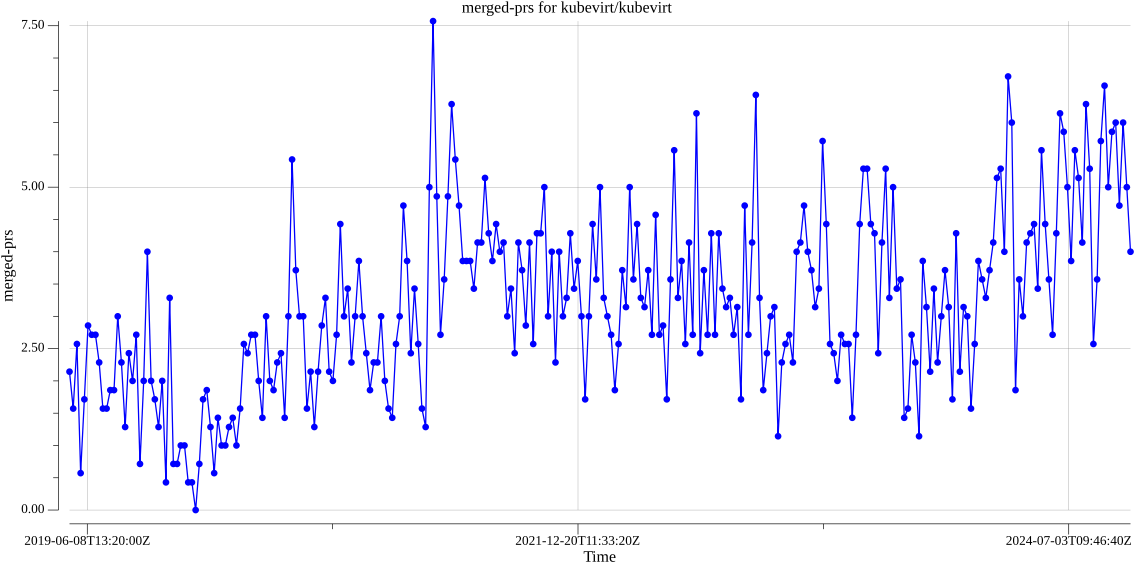 merged-prs for kubevirt/kubevirt
7.50
5.00
2.50
0.00
merged-prs
2019-06-08T13:20:00Z
2021-12-20T11:33:20Z
2024-07-03T09:46:40Z
Time